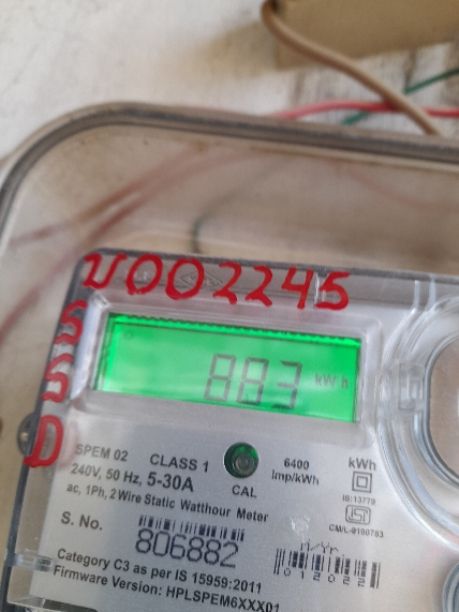 U002245
883 kWh
SPEM 02 CLASS 1 6400 kWh
240V, 50 Hz, 5-30A imp/kWh
IS:13779
ac, 1Ph, 2 Wire Static Watthour Meter CAL
S. No. 806882
M/Yr.
012022
Category C3 as per IS 15959:2011
Firmware Version: HPLSPEM6XXX01